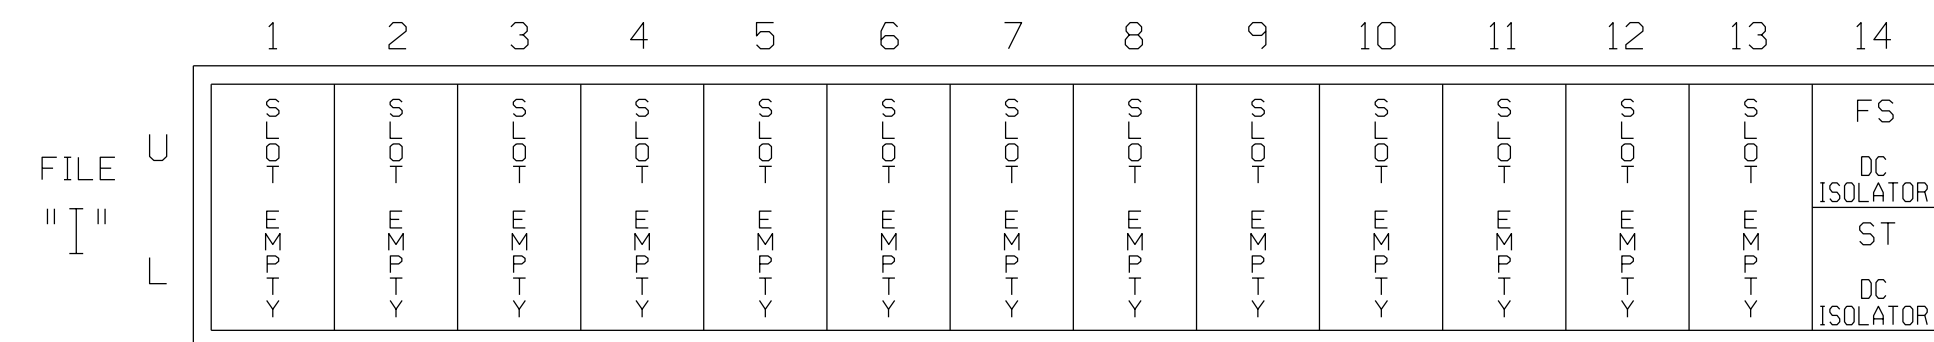 1 2 3 4 5 6 7 8 9 10 11 12 13 14
FILE
"I"
U
L
SLOT EMPTY
SLOT EMPTY
SLOT EMPTY
SLOT EMPTY
SLOT EMPTY
SLOT EMPTY
SLOT EMPTY
SLOT EMPTY
SLOT EMPTY
SLOT EMPTY
SLOT EMPTY
SLOT EMPTY
SLOT EMPTY
FS
DC
ISOLATOR
ST
DC
ISOLATOR